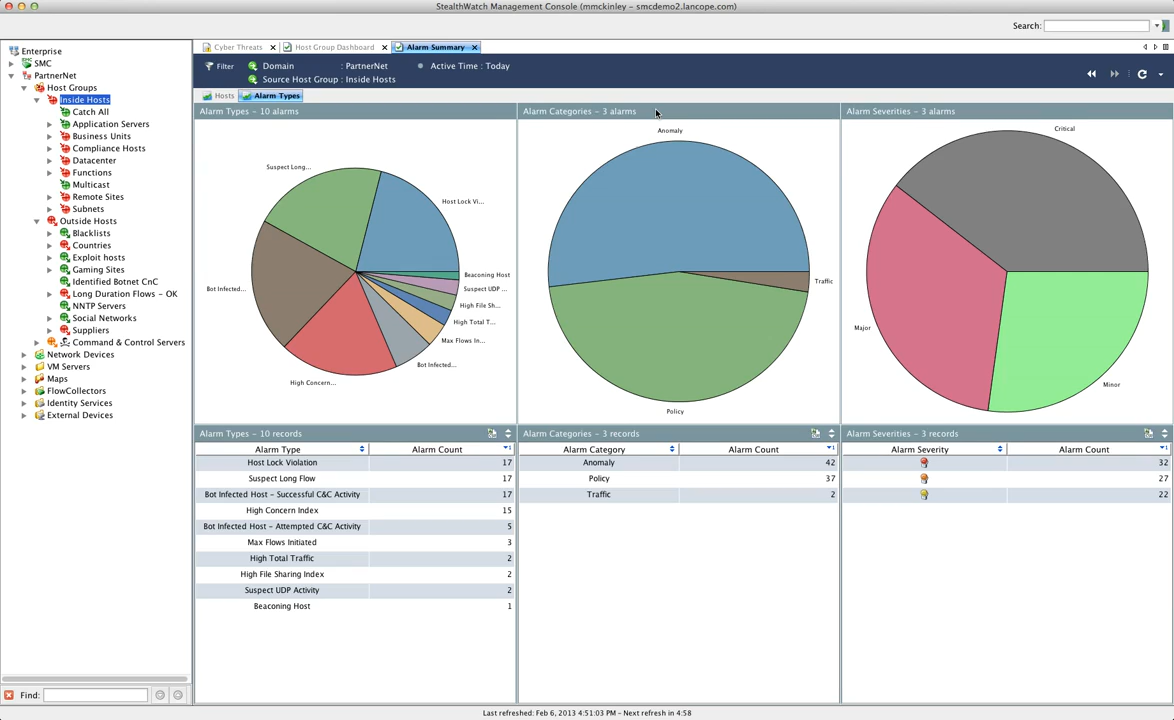 StealthWatch Management Console (mmckinley – smcdemo2.lancope.com)
Search:
Enterprise
SMC
PartnerNet
Host Groups
Inside Hosts
Catch All
Application Servers
Business Units
Compliance Hosts
Datacenter
Functions
Multicast
Remote Sites
Subnets
Outside Hosts
Blacklists
Countries
Exploit hosts
Gaming Sites
Identified Botnet CnC
Long Duration Flows - OK
NNTP Servers
Social Networks
Suppliers
Command & Control Servers
Network Devices
VM Servers
Maps
FlowCollectors
Identity Services
External Devices
Find:
Cyber Threats Host Group Dashboard Alarm Summary
Filter Domain : PartnerNet Active Time : Today
Source Host Group : Inside Hosts
Hosts Alarm Types
Alarm Types – 10 alarms
Suspect Long...
Host Lock Vi...
Bot Infected...
Beaconing Host
Suspect UDP ...
High File Sh...
High Total T...
Max Flows In...
Bot Infected...
High Concern...
Alarm Categories – 3 alarms
Anomaly
Traffic
Policy
Alarm Severities – 3 alarms
Critical
Major
Minor
Alarm Types – 10 records
Alarm Type Alarm Count
Host Lock Violation 17
Suspect Long Flow 17
Bot Infected Host – Successful C&C Activity 17
High Concern Index 15
Bot Infected Host – Attempted C&C Activity 5
Max Flows Initiated 3
High Total Traffic 2
High File Sharing Index 2
Suspect UDP Activity 2
Beaconing Host 1
Alarm Categories – 3 records
Alarm Category Alarm Count
Anomaly 42
Policy 37
Traffic 2
Alarm Severities – 3 records
Alarm Severity Alarm Count
32
27
22
Last refreshed: Feb 6, 2013 4:51:03 PM – Next refresh in 4:58